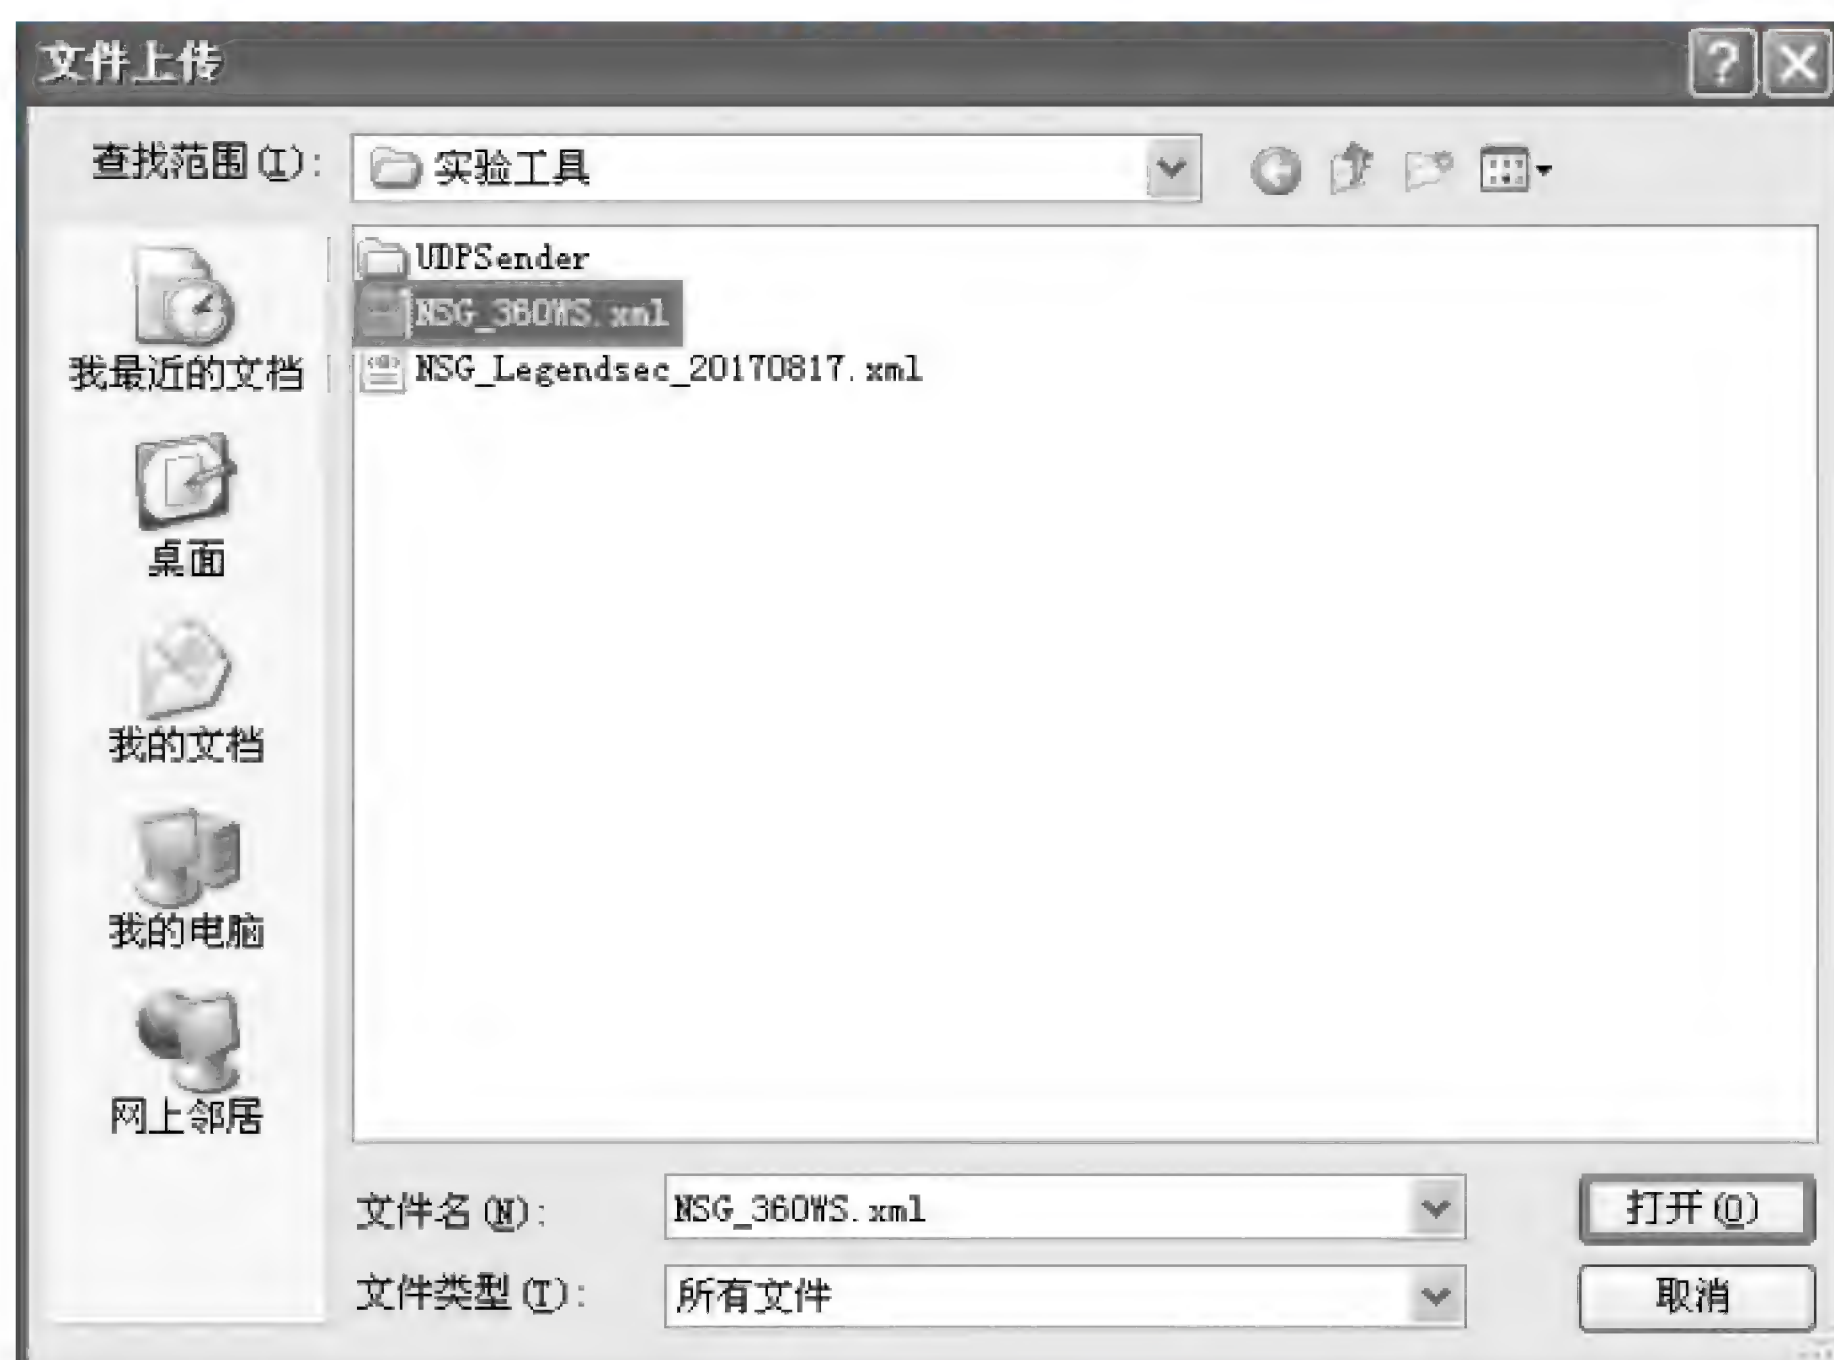 文件上传
查找范围(I):
实验工具
UDPSender
NSG_360WS.xml
NSG_Legendsec_20170817.xml
我最近的文档
桌面
我的文档
我的电脑
网上邻居
文件名(N):
NSG_360WS.xml
打开(O)
文件类型(T):
所有文件
取消